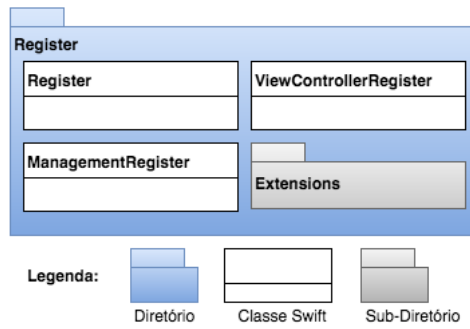 Register
Register
ViewControllerRegister
ManagementRegister
Extensions
Legenda:
Diretório
Classe Swift
Sub-Diretório